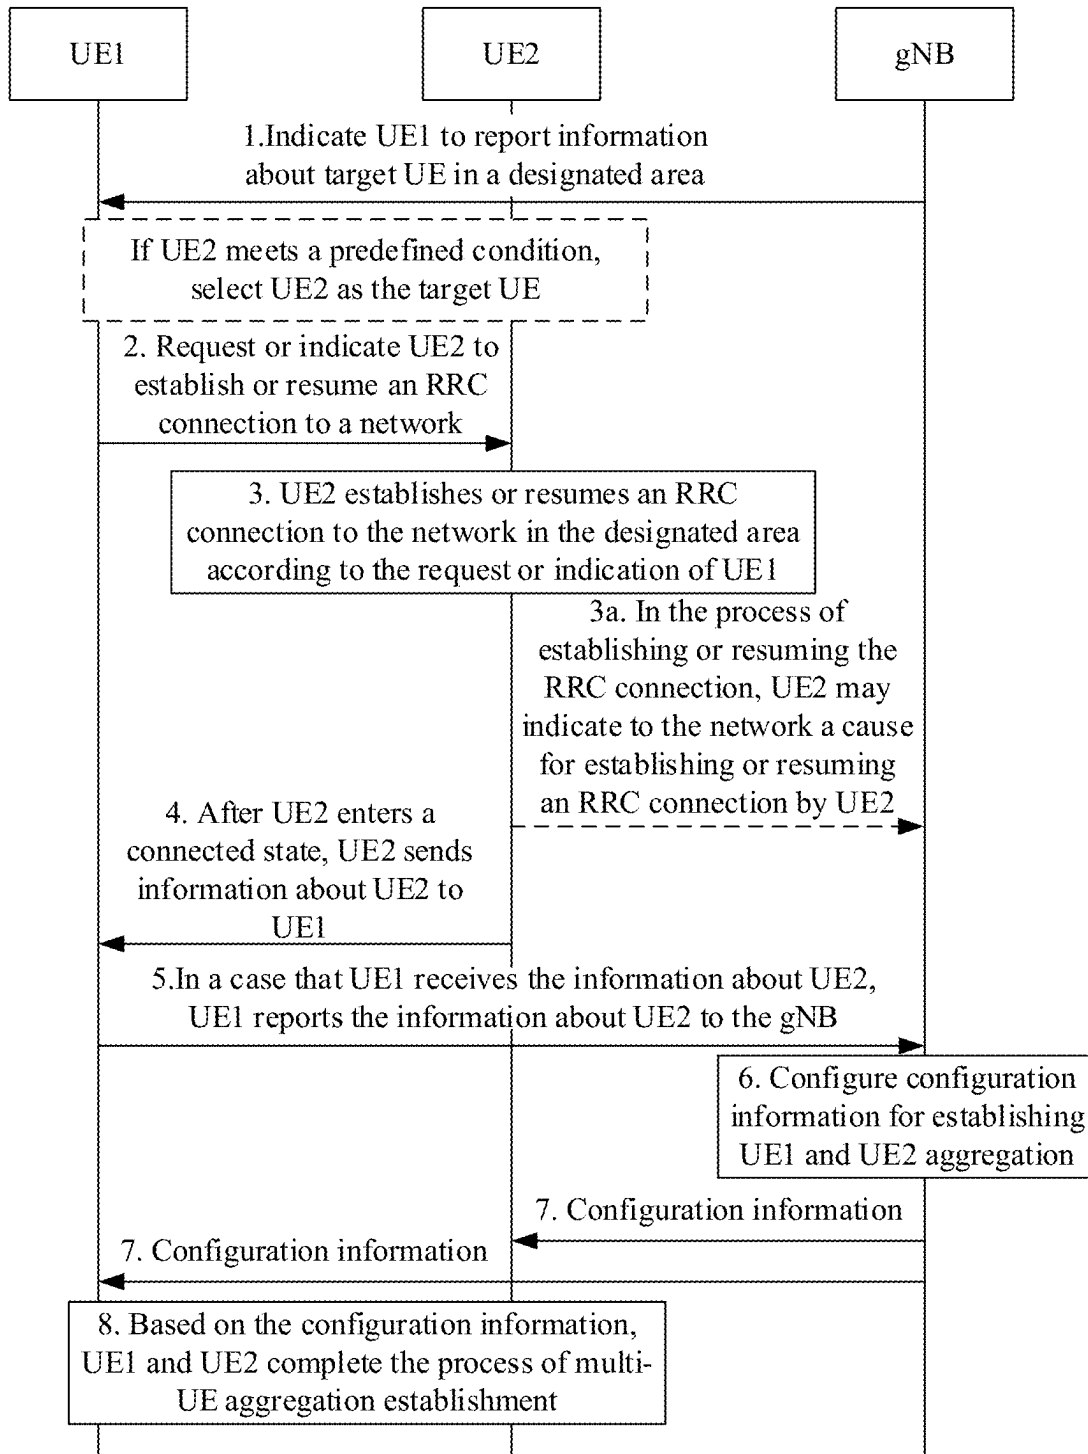 UE1
UE2
gNB
1.Indicate UE1 to report information
about target UE in a designated area
If UE2 meets a predefined condition,
select UE2 as the target UE
2. Request or indicate UE2 to
establish or resume an RRC
connection to a network
3. UE2 establishes or resumes an RRC
connection to the network in the designated area
according to the request or indication of UE1
3a. In the process of
establishing or resuming the
RRC connection, UE2 may
indicate to the network a cause
for establishing or resuming
an RRC connection by UE2
4. After UE2 enters a
connected state, UE2 sends
information about UE2 to
UE1
5.In a case that UE1 receives the information about UE2,
UE1 reports the information about UE2 to the gNB
6. Configure configuration
information for establishing
UE1 and UE2 aggregation
7. Configuration information
7. Configuration information
8. Based on the configuration information,
UE1 and UE2 complete the process of multi-
UE aggregation establishment